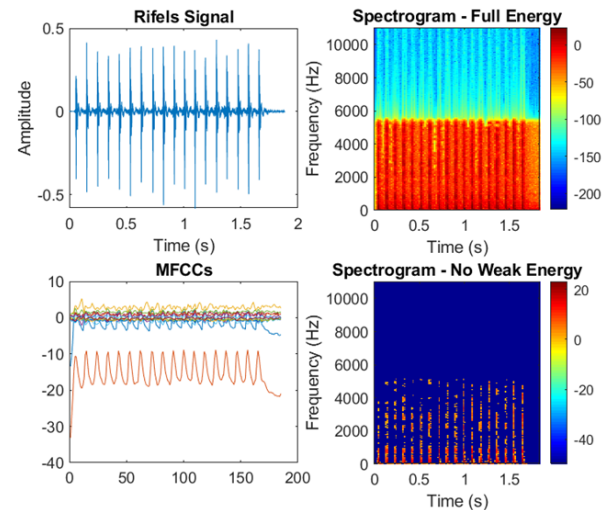 Rifels Signal
0.5
0
-0.5
Amplitude
0 0.5 1 1.5 2
Time (s)
Spectrogram - Full Energy
10000
8000
6000
4000
2000
0
Frequency (Hz)
0 0.5 1 1.5
Time (s)
0
-50
-100
-150
-200
MFCCs
10
0
-10
-20
-30
-40
0 50 100 150 200
Spectrogram - No Weak Energy
10000
8000
6000
4000
2000
0
Frequency (Hz)
0 0.5 1 1.5
Time (s)
20
0
-20
-40